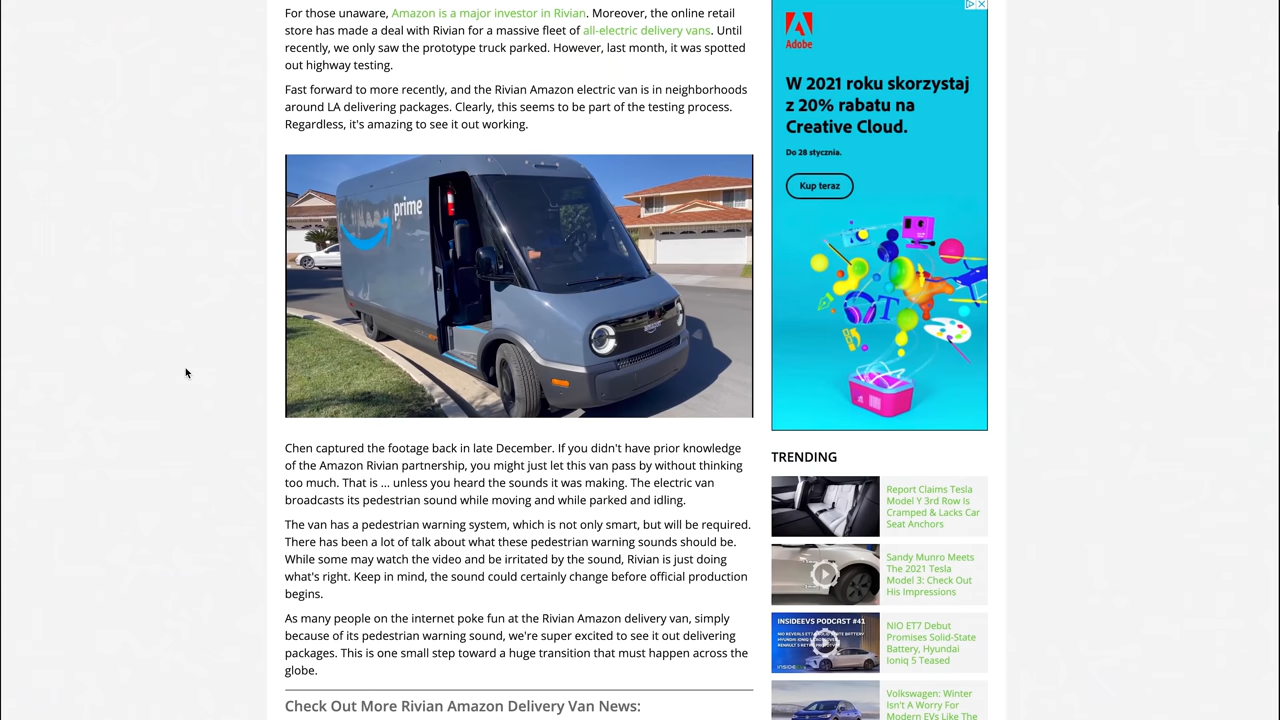 For those unaware, Amazon is a major investor in Rivian. Moreover, the online retail
store has made a deal with Rivian for a massive fleet of all-electric delivery vans. Until
recently, we only saw the prototype truck parked. However, last month, it was spotted
out highway testing.
Fast forward to more recently, and the Rivian Amazon electric van is in neighborhoods
around LA delivering packages. Clearly, this seems to be part of the testing process.
Regardless, it's amazing to see it out working.
prime
Chen captured the footage back in late December. If you didn't have prior knowledge
of the Amazon Rivian partnership, you might just let this van pass by without thinking
too much. That is ... unless you heard the sounds it was making. The electric van
broadcasts its pedestrian sound while moving and while parked and idling.
The van has a pedestrian warning system, which is not only smart, but will be required.
There has been a lot of talk about what these pedestrian warning sounds should be.
While some may watch the video and be irritated by the sound, Rivian is just doing
what's right. Keep in mind, the sound could certainly change before official production
begins.
As many people on the internet poke fun at the Rivian Amazon delivery van, simply
because of its pedestrian warning sound, we're super excited to see it out delivering
packages. This is one small step toward a huge transition that must happen across the
globe.
Check Out More Rivian Amazon Delivery Van News:
Adobe
W 2021 roku skorzystaj
z 20% rabatu na
Creative Cloud.
Do 28 stycznia.
Kup teraz
T
TRENDING
Report Claims Tesla
Model Y 3rd Row Is
Cramped & Lacks Car
Seat Anchors
Sandy Munro Meets
The 2021 Tesla
Model 3: Check Out
His Impressions
INSIDEEVS PODCAST #41
NIO ET7 Debut
Promises Solid-State
Battery, Hyundai
Ioniq 5 Teased
Volkswagen: Winter
Isn't A Worry For
Modern EVs Like The